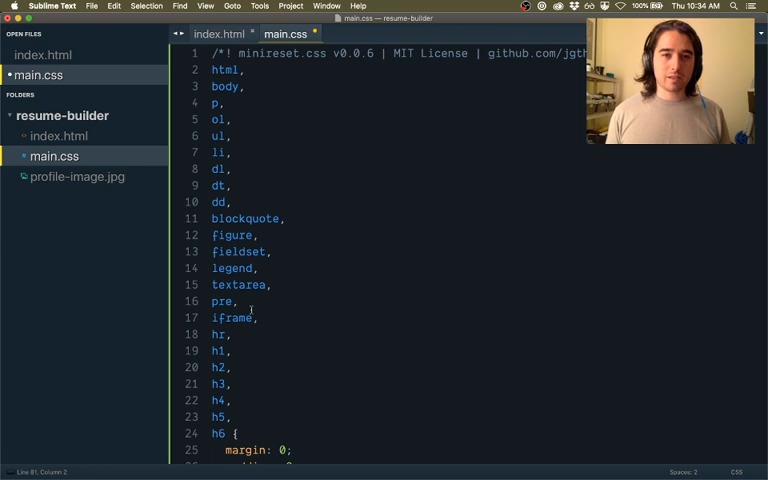 Sublime Text File Edit Selection Find View Goto Tools Project Window Help 100% Thu 10:34 AM
main.css — resume-builder
OPEN FILES
index.html
main.css
FOLDERS
resume-builder
index.html
main.css
profile-image.jpg
index.html × main.css
1 /*! minireset.css v0.0.6 | MIT License | github.com/jgth
2 html,
3 body,
4 p,
5 ol,
6 ul,
7 li,
8 dl,
9 dt,
10 dd,
11 blockquote,
12 figure,
13 fieldset,
14 legend,
15 textarea,
16 pre,
17 iframe,
18 hr,
19 h1,
20 h2,
21 h3,
22 h4,
23 h5,
24 h6 {
25 margin: 0;
Line 81, Column 2 Spaces: 2 CSS